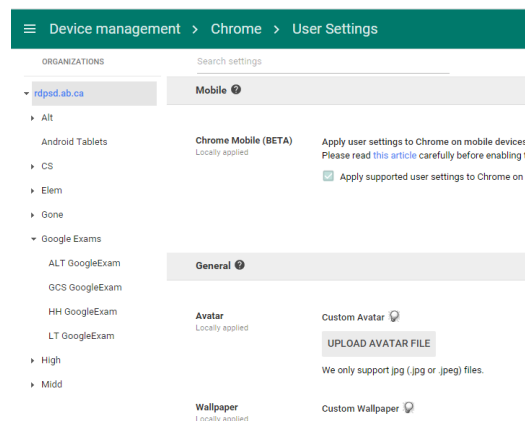 Device management > Chrome > User Settings
ORGANIZATIONS
rdpsd.ab.ca
Alt
Android Tablets
CS
Elem
Gone
Google Exams
ALT GoogleExam
GCS GoogleExam
HH GoogleExam
LT GoogleExam
High
Midd
Search settings
Mobile
Chrome Mobile (BETA)
Locally applied
Apply user settings to Chrome on mobile devices
Please read this article carefully before enabling
Apply supported user settings to Chrome on
General
Avatar
Locally applied
Custom Avatar
UPLOAD AVATAR FILE
We only support jpg (.jpg or .jpeg) files.
Wallpaper
Locally applied
Custom Wallpaper